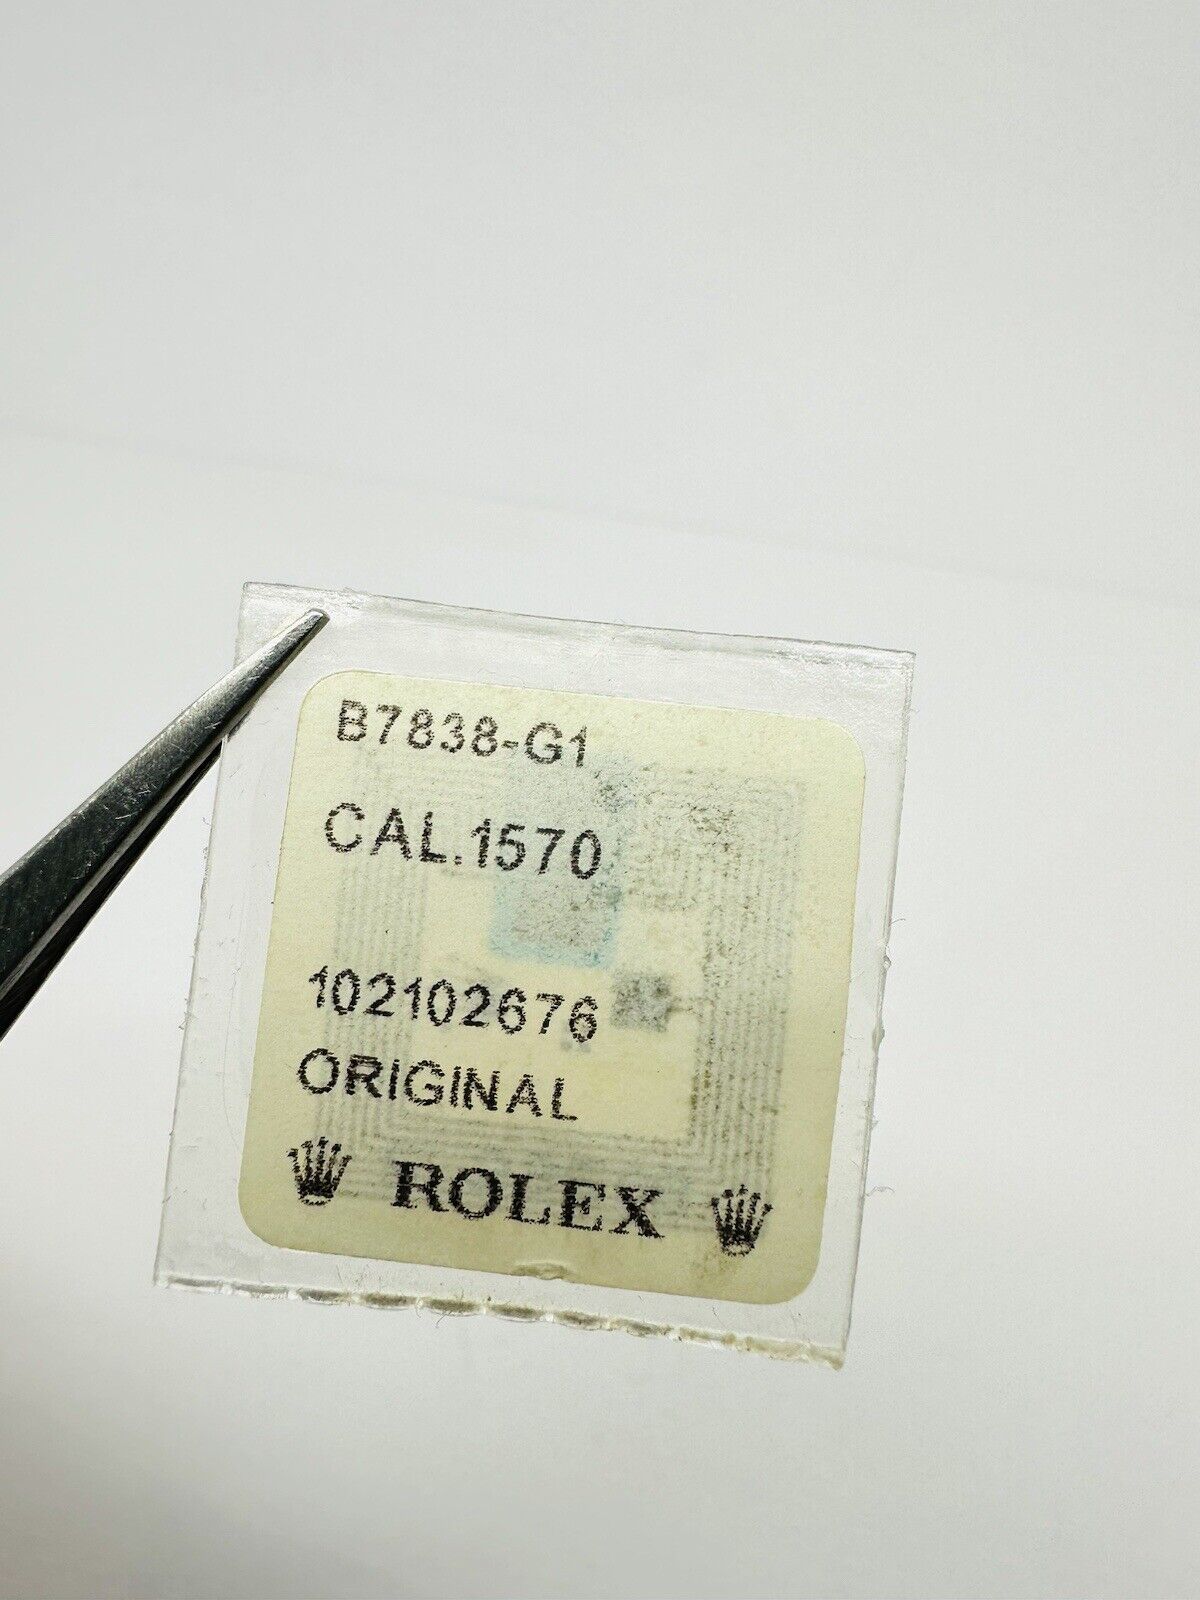 B7838-G1
CAL.1570
102102676
ORIGINAL
ROLEX